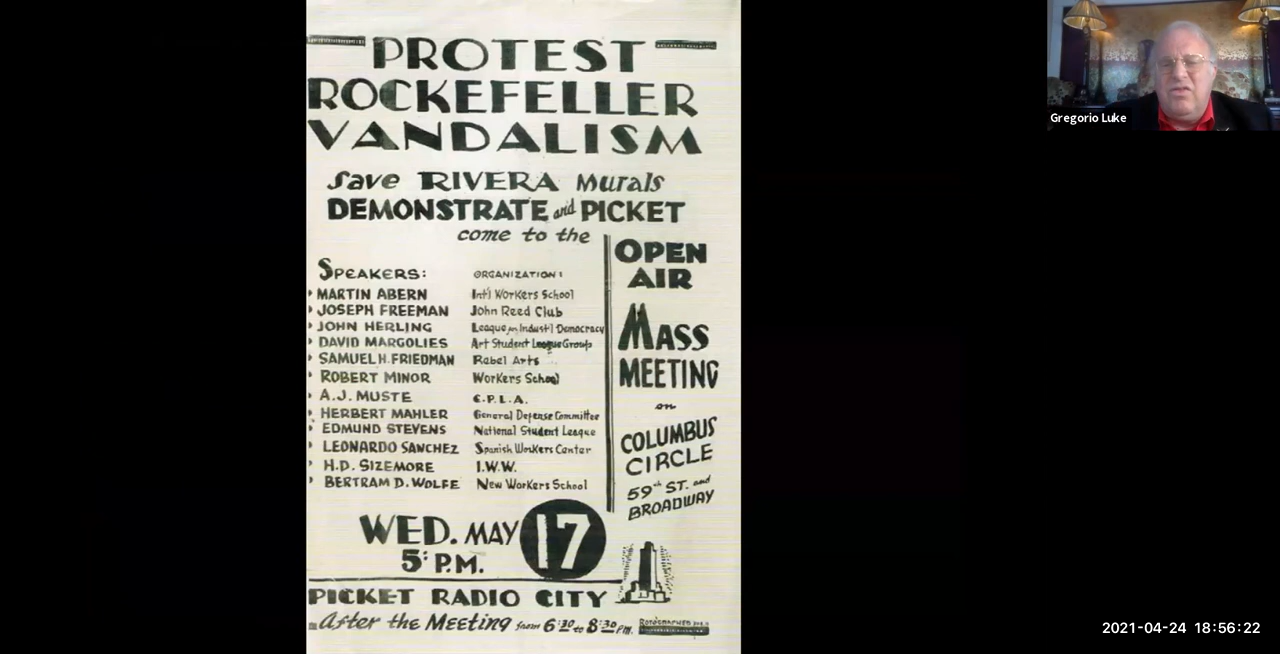 PROTEST
ROCKEFELLER
VANDALISM
Save RIVERA Murals
DEMONSTRATE and PICKET
come to the
OPEN
AIR
MASS
MEETING
on
COLUMBUS
CIRCLE
59th ST. and
BROADWAY
SPEAKERS: ORGANIZATION:
MARTIN ABERN Int'l Workers School
JOSEPH FREEMAN John Reed Club
JOHN HERLING League for Indust'l Democracy
DAVID MARGOLIES Art Student League Group
SAMUEL H. FRIEDMAN Rebel Arts
ROBERT MINOR Workers School
A.J. MUSTE C.P.L.A.
HERBERT MAHLER General Defense Committee
EDMUND STEVENS National Student League
LEONARDO SANCHEZ Spanish Workers Center
H.D. SIZEMORE I.W.W.
BERTRAM D. WOLFE New Workers School
WED. MAY 17
5: P.M.
PICKET RADIO CITY
After the Meeting from 6:30 to 8:30 P.M.
Gregorio Luke
2021-04-24 18:56:22